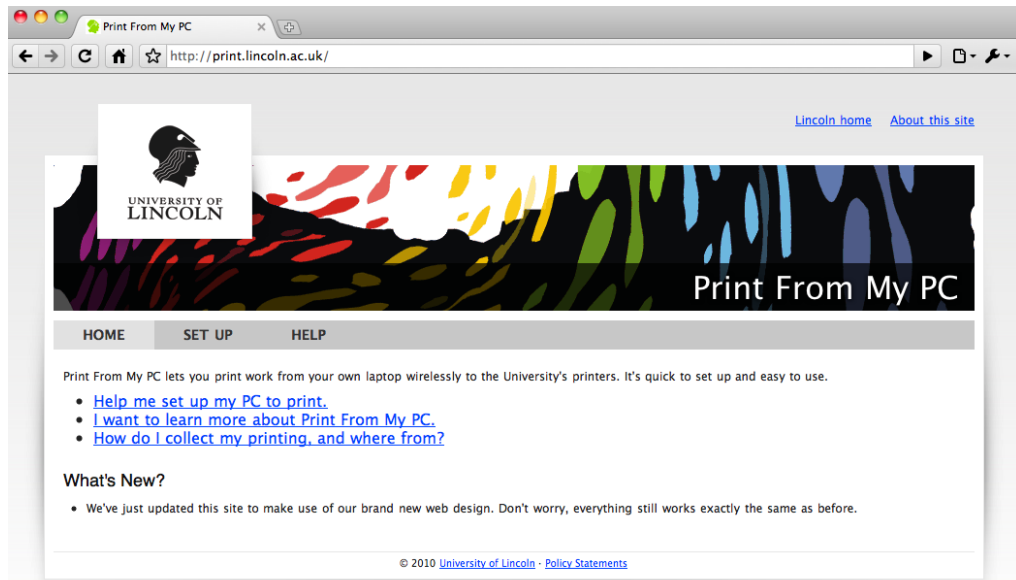 Print From My PC
http://print.lincoln.ac.uk/
Lincoln home About this site
UNIVERSITY OF
LINCOLN
Print From My PC
HOME SET UP HELP
Print From My PC lets you print work from your own laptop wirelessly to the University's printers. It's quick to set up and easy to use.
• Help me set up my PC to print.
• I want to learn more about Print From My PC.
• How do I collect my printing, and where from?
What's New?
• We've just updated this site to make use of our brand new web design. Don't worry, everything still works exactly the same as before.
© 2010 University of Lincoln · Policy Statements